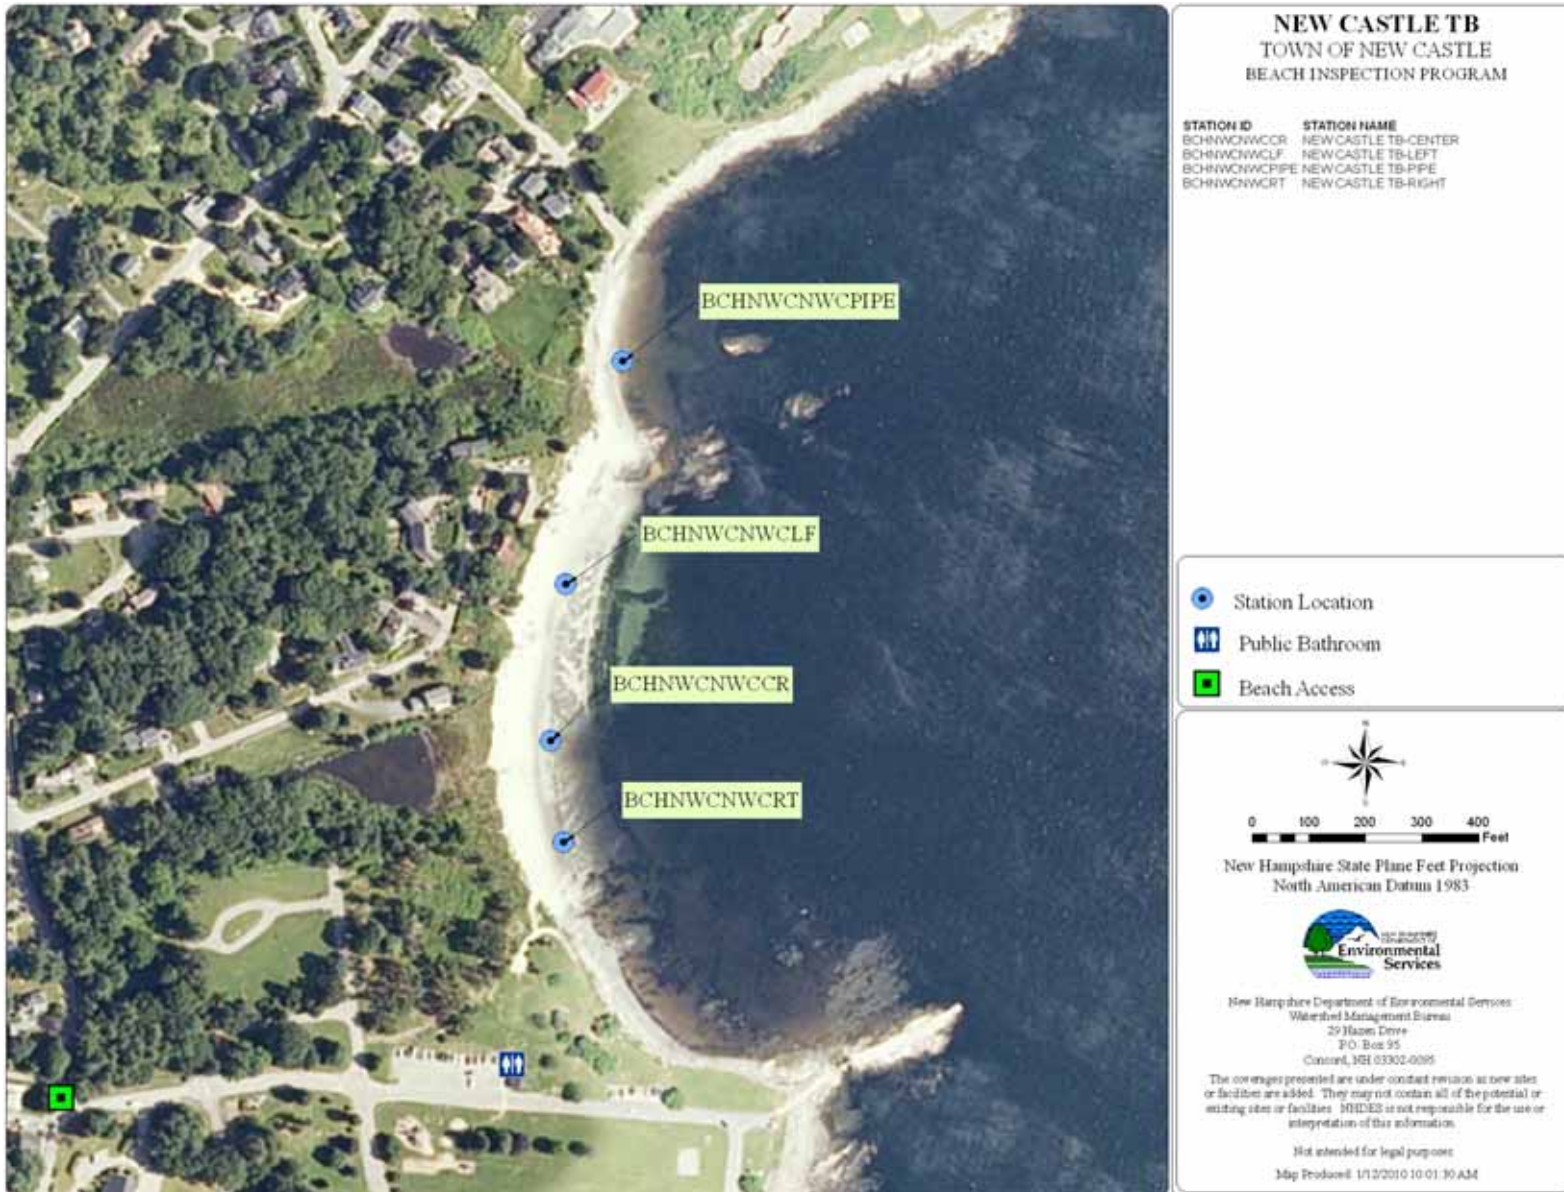 NEW CASTLE TB
TOWN OF NEW CASTLE
BEACH INSPECTION PROGRAM
STATION ID STATION NAME
BCHNWCNWCCR NEW CASTLE TB-CENTER
BCHNWCNWCLF NEW CASTLE TB-LEFT
BCHNWCNWCPIPE NEW CASTLE TB-PIPE
BCHNWCNWCRT NEW CASTLE TB-RIGHT
BCHNWCNWCPIPE
BCHNWCNWCLF
BCHNWCNWCCR
BCHNWCNWCRT
Station Location
Public Bathroom
Beach Access
N
0 100 200 300 400
Feet
New Hampshire State Plane Feet Projection
North American Datum 1983
NEW HAMPSHIRE
DEPARTMENT OF
Environmental
Services
New Hampshire Department of Environmental Services
Watershed Management Bureau
29 Hazen Drive
P.O. Box 95
Concord, NH 03302-0095
The coverages presented are under constant revision as new sites
or facilities are added. They may not contain all of the potential or
existing sites or facilities. NHDES is not responsible for the use or
interpretation of this information.
Not intended for legal purposes.
Map Produced: 1/12/2010 10:01:30 AM